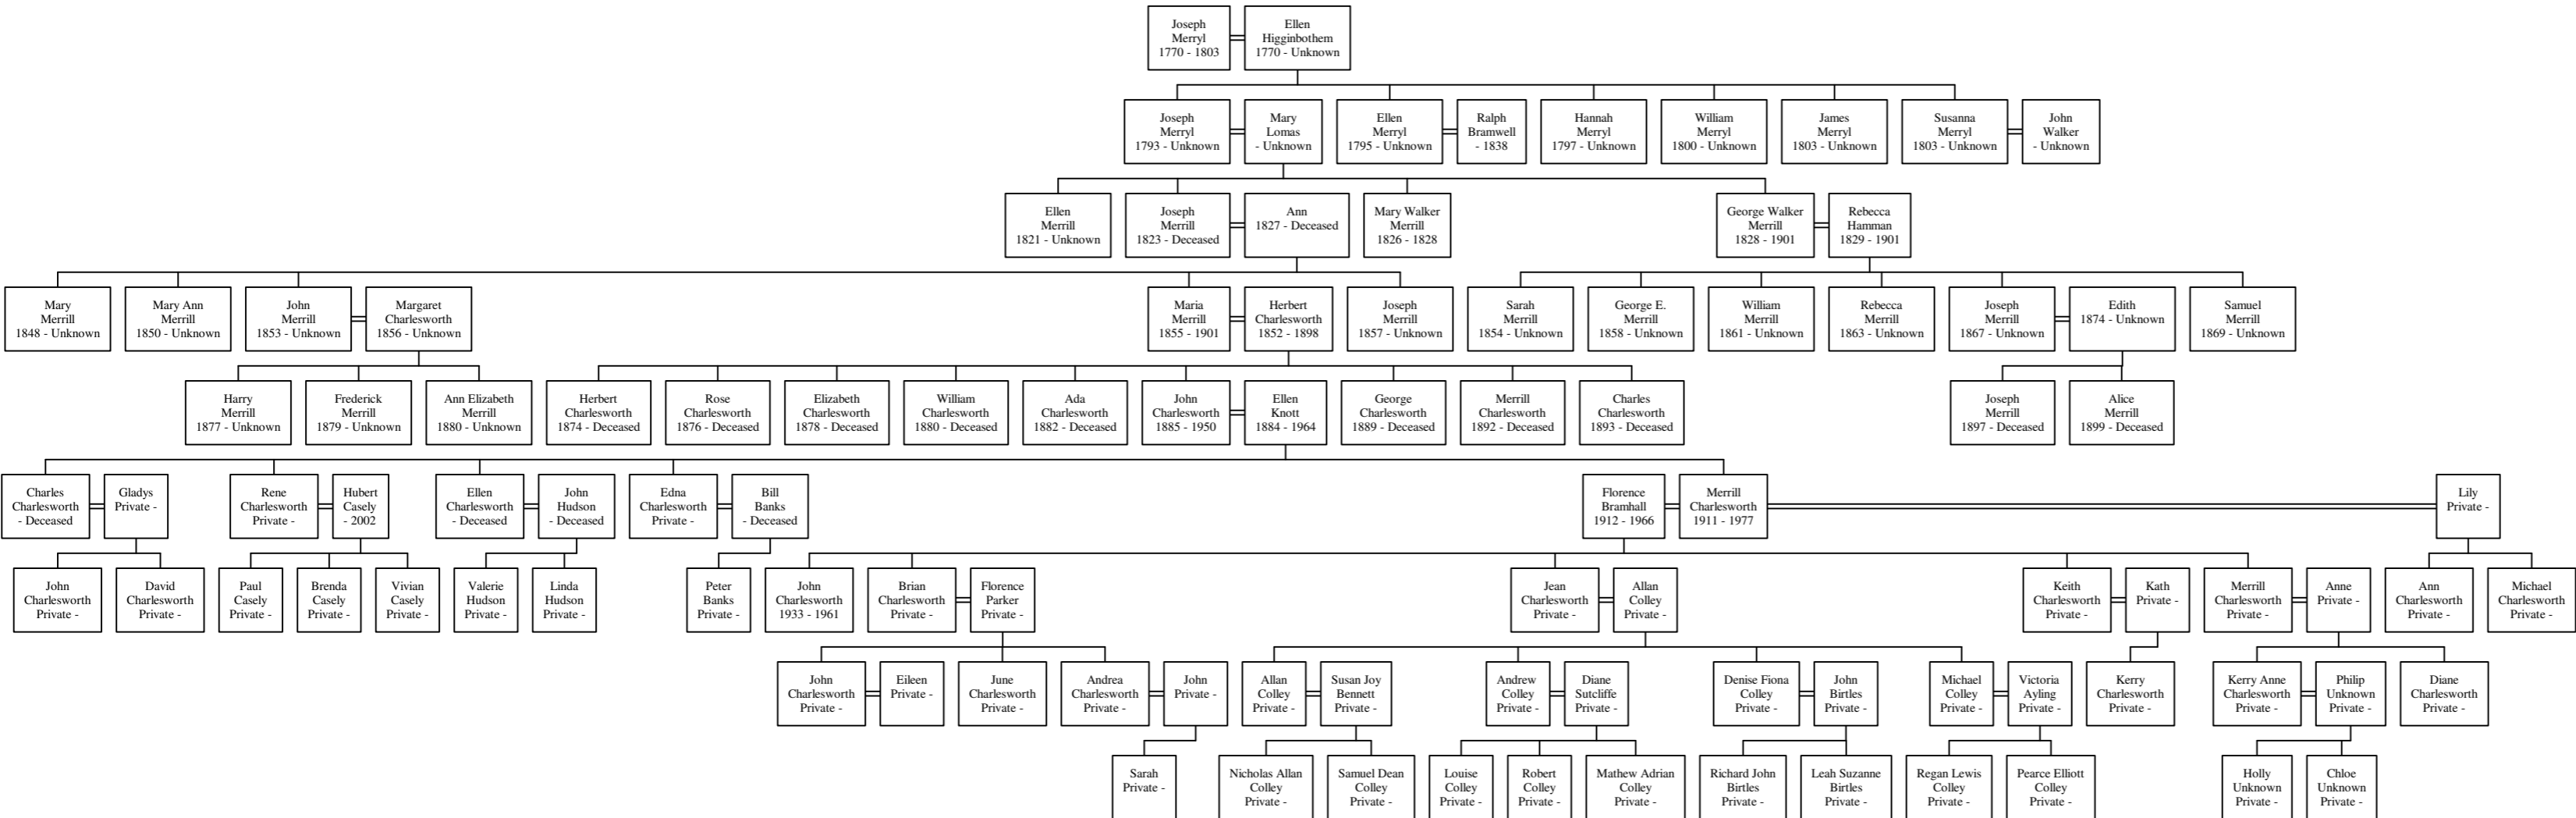 Joseph
Merryl
1770 - 1803
Ellen
Higginbothem
1770 - Unknown
Joseph
Merryl
1793 - Unknown
Mary
Lomas
- Unknown
Ellen
Merryl
1795 - Unknown
Ralph
Bramwell
- 1838
Hannah
Merryl
1797 - Unknown
William
Merryl
1800 - Unknown
James
Merryl
1803 - Unknown
Susanna
Merryl
1803 - Unknown
John
Walker
- Unknown
Ellen
Merrill
1821 - Unknown
Joseph
Merrill
1823 - Deceased
Ann
1827 - Deceased
Mary Walker
Merrill
1826 - 1828
George Walker
Merrill
1828 - 1901
Rebecca
Hamman
1829 - 1901
Mary
Merrill
1848 - Unknown
Mary Ann
Merrill
1850 - Unknown
John
Merrill
1853 - Unknown
Margaret
Charlesworth
1856 - Unknown
Maria
Merrill
1855 - 1901
Herbert
Charlesworth
1852 - 1898
Joseph
Merrill
1857 - Unknown
Sarah
Merrill
1854 - Unknown
George E.
Merrill
1858 - Unknown
William
Merrill
1861 - Unknown
Rebecca
Merrill
1863 - Unknown
Joseph
Merrill
1867 - Unknown
Edith
1874 - Unknown
Samuel
Merrill
1869 - Unknown
Harry
Merrill
1877 - Unknown
Frederick
Merrill
1879 - Unknown
Ann Elizabeth
Merrill
1880 - Unknown
Herbert
Charlesworth
1874 - Deceased
Rose
Charlesworth
1876 - Deceased
Elizabeth
Charlesworth
1878 - Deceased
William
Charlesworth
1880 - Deceased
Ada
Charlesworth
1882 - Deceased
John
Charlesworth
1885 - 1950
Ellen
Knott
1884 - 1964
George
Charlesworth
1889 - Deceased
Merrill
Charlesworth
1892 - Deceased
Charles
Charlesworth
1893 - Deceased
Joseph
Merrill
1897 - Deceased
Alice
Merrill
1899 - Deceased
Charles
Charlesworth
- Deceased
Gladys
Private -
Rene
Charlesworth
Private -
Hubert
Casely
- 2002
Ellen
Charlesworth
- Deceased
John
Hudson
- Deceased
Edna
Charlesworth
Private -
Bill
Banks
- Deceased
Florence
Bramhall
1912 - 1966
Merrill
Charlesworth
1911 - 1977
Lily
Private -
John
Charlesworth
Private -
David
Charlesworth
Private -
Paul
Casely
Private -
Brenda
Casely
Private -
Vivian
Casely
Private -
Valerie
Hudson
Private -
Linda
Hudson
Private -
Peter
Banks
Private -
John
Charlesworth
1933 - 1961
Brian
Charlesworth
Private -
Florence
Parker
Private -
Jean
Charlesworth
Private -
Allan
Colley
Private -
Keith
Charlesworth
Private -
Kath
Private -
Merrill
Charlesworth
Private -
Anne
Private -
Ann
Charlesworth
Private -
Michael
Charlesworth
Private -
John
Charlesworth
Private -
Eileen
Private -
June
Charlesworth
Private -
Andrea
Charlesworth
Private -
John
Private -
Allan
Colley
Private -
Susan Joy
Bennett
Private -
Andrew
Colley
Private -
Diane
Sutcliffe
Private -
Denise Fiona
Colley
Private -
John
Birtles
Private -
Michael
Colley
Private -
Victoria
Ayling
Private -
Kerry
Charlesworth
Private -
Kerry Anne
Charlesworth
Private -
Philip
Unknown
Private -
Diane
Charlesworth
Private -
Sarah
Private -
Nicholas Allan
Colley
Private -
Samuel Dean
Colley
Private -
Louise
Colley
Private -
Robert
Colley
Private -
Mathew Adrian
Colley
Private -
Richard John
Birtles
Private -
Leah Suzanne
Birtles
Private -
Regan Lewis
Colley
Private -
Pearce Elliott
Colley
Private -
Holly
Unknown
Private -
Chloe
Unknown
Private -